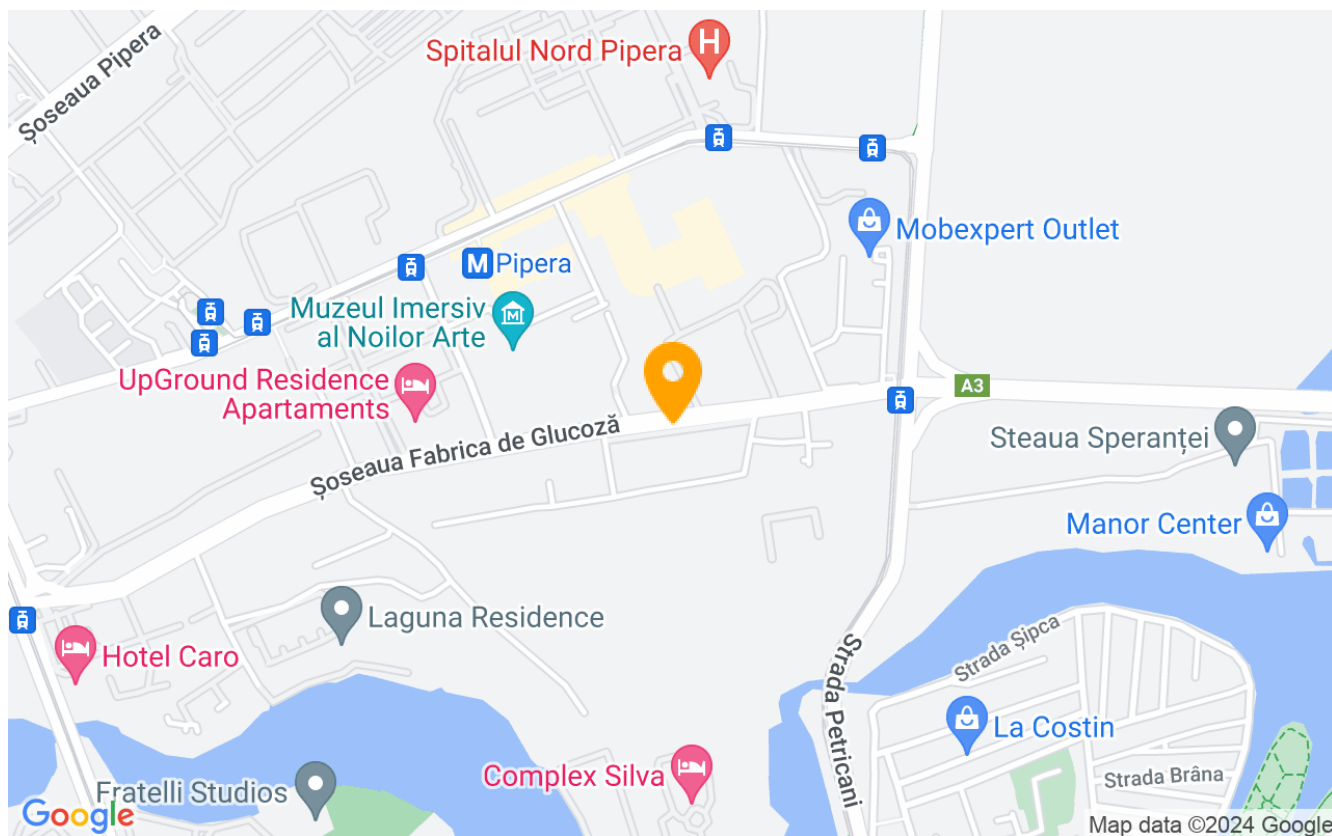 Șoseaua Pipera
Spitalul Nord Pipera
H
Mobexpert Outlet
M Pipera
Muzeul Imersiv
al Noilor Arte
M
UpGround Residence
Apartaments
A3
Șoseaua Fabrica de Glucoză
Steaua Speranței
Manor Center
Laguna Residence
Hotel Caro
Strada Șipca
Strada Petricani
La Costin
Complex Silva
Strada Brâna
Fratelli Studios
Google
Map data ©2024 Google